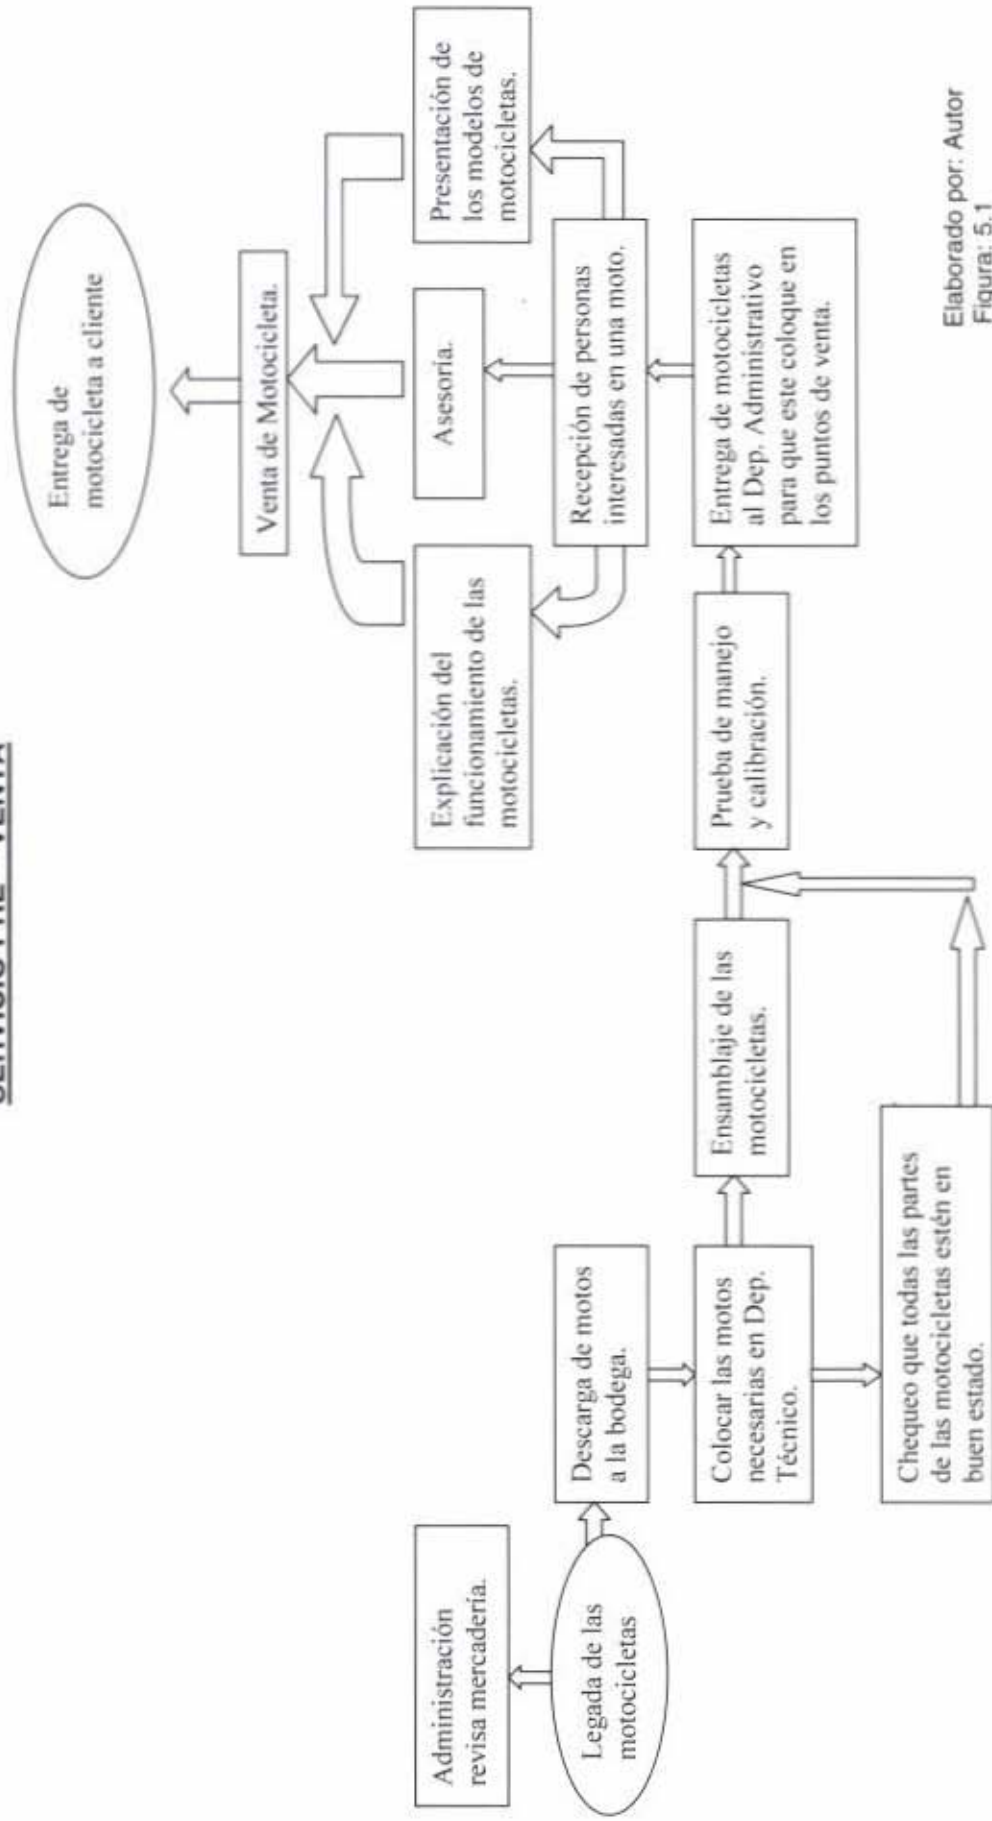 Entrega de
motocicleta a cliente
Venta de Motocicleta.
Explicación del
funcionamiento de las
motocicletas.
Asesoria.
Presentación de
los modelos de
motocicletas.
Recepción de personas
interesadas en una moto.
Administración
revisa mercadería.
Legada de las
motocicletas
Descarga de motos
a la bodega.
Colocar las motos
necesarias en Dep.
Técnico.
Ensamblaje de las
motocicletas.
Prueba de manejo
y calibración.
Entrega de motocicletas
al Dep. Administrativo
para que este coloque en
los puntos de venta.
Chequeo que todas las partes
de las motocicletas estén en
buen estado.
Elaborado por: Autor
Figura: 5.1